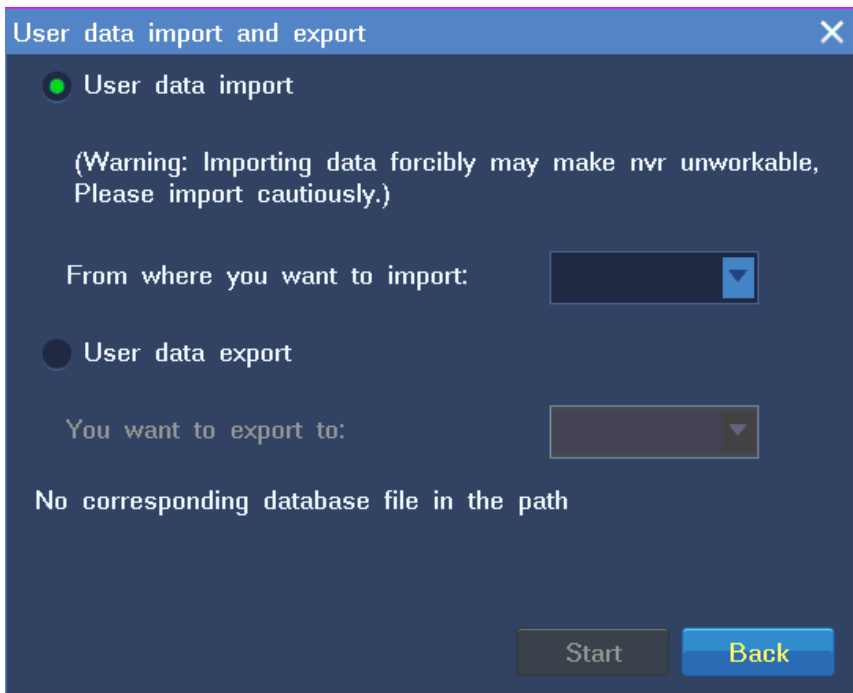 User data import and export
User data import
(Warning: Importing data forcibly may make nvr unworkable,
Please import cautiously.)
From where you want to import:
User data export
You want to export to:
No corresponding database file in the path
Start
Back